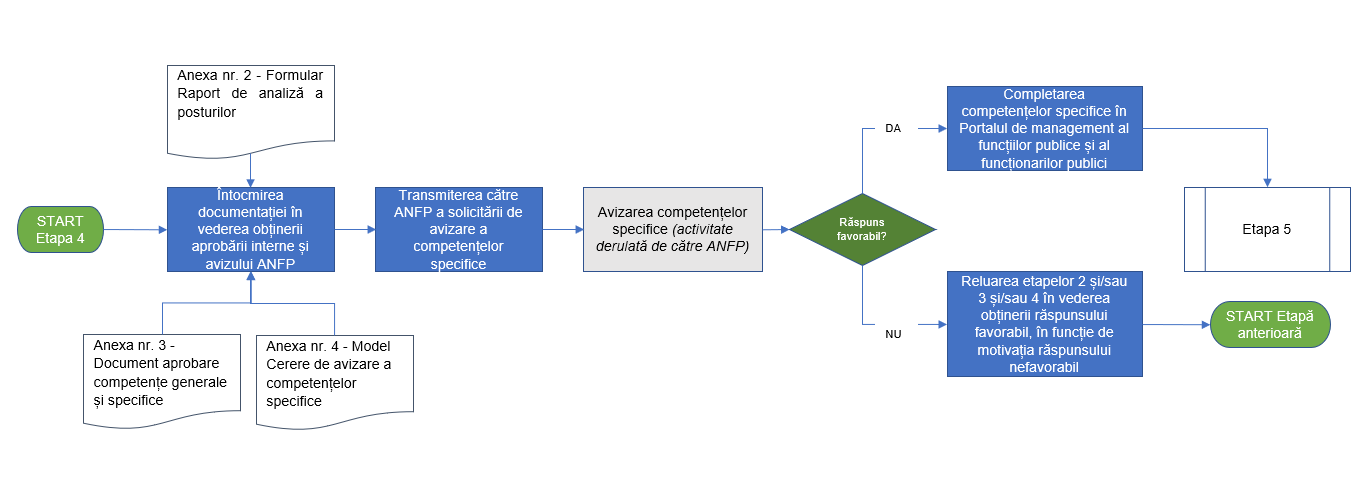 START
Etapa 4
Anexa nr. 2 - Formular
Raport de analiză a
posturilor
Întocmirea
documentației în
vederea obținerii
aprobării interne și
avizului ANFP
Anexa nr. 3 -
Document aprobare
competențe generale
și specifice
Anexa nr. 4 - Model
Cerere de avizare a
competențelor
specifice
Transmiterea către
ANFP a solicitării de
avizare a
competențelor
specifice
Avizarea competențelor
specifice (activitate
derulată de către ANFP)
Răspuns
favorabil?
DA
Completarea
competențelor specifice în
Portalul de management al
funcțiilor publice și al
funcționarilor publici
Etapa 5
NU
Reluarea etapelor 2 și/sau
3 și/sau 4 în vederea
obținerii răspunsului
favorabil, în funcție de
motivația răspunsului
nefavorabil
START Etapă
anterioară